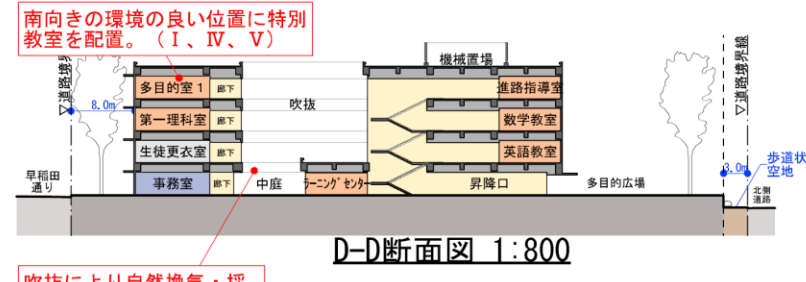 南向きの環境の良い位置に特別
教室を配置。(Ⅰ、Ⅳ、Ⅴ)
▽道路境界線
8.0m
機械置場
多目的室1
廊下
吹抜
進路指導室
第一理科室
廊下
数学教室
生徒更衣室
廊下
英語教室
事務室
廊下
中庭
ラーニングセンター
昇降口
多目的広場
早稲田
通り
▽道路境界線
3.0m
歩道状
空地
北側
道路
D-D断面図 1:800
吹抜により自然換気・採